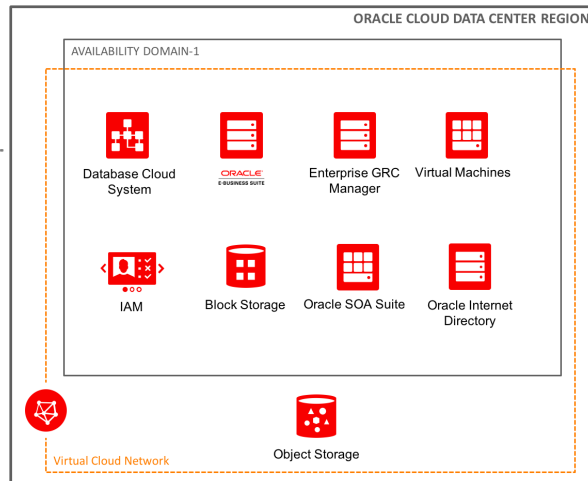 ORACLE CLOUD DATA CENTER REGION
AVAILABILITY DOMAIN-1
Database Cloud
System
ORACLE
E-BUSINESS SUITE
Enterprise GRC
Manager
Virtual Machines
IAM
Block Storage
Oracle SOA Suite
Oracle Internet
Directory
Object Storage
Virtual Cloud Network